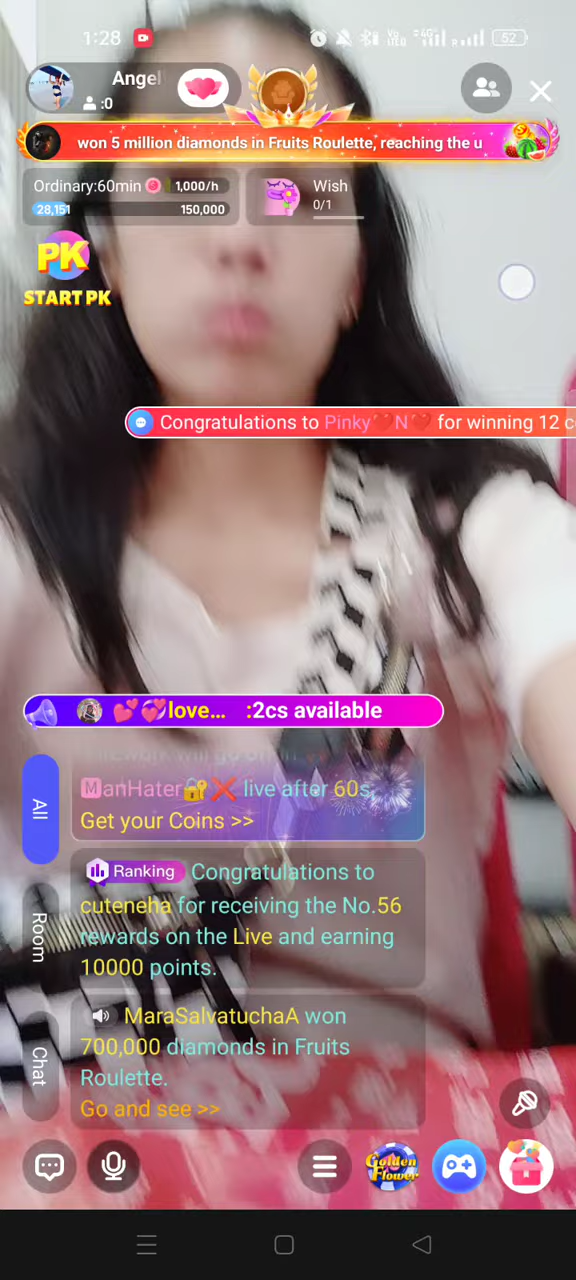 1:28
Vo
LTE2
4G
R
52
Angel
:0
won 5 million diamonds in Fruits Roulette, reaching the u
Ordinary:60min 1,000/h
28,151 150,000
Wish
0/1
PK
START PK
Congratulations to Pinky❤️N❤️ for winning 12 c
💕💞love... :2cs available
ManHater🔐❌ live after 60s,
Get your Coins >>
Ranking Congratulations to
cuteneha for receiving the No.56
rewards on the Live and earning
10000 points.
MaraSalvatuchaA won
700,000 diamonds in Fruits
Roulette.
Go and see >>
All
Room
Chat
Golden
Flower